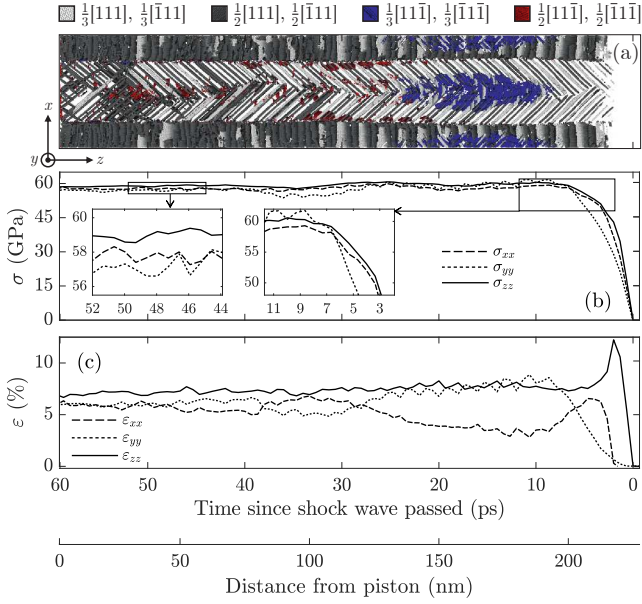 1/3[111], 1/3[1̄11] 1/2[111], 1/2[1̄11] 1/3[111̄], 1/3[1̄11̄] 1/2[111̄], 1/2[1̄11̄]
(a)
x
y z
60
45
30
15
0
σ (GPa)
60
59
58
57
56
52 50 48 46 44
60
55
50
11 9 7 5 3
σxx
σyy
σzz
(b)
(c)
10
5
0
ε (%)
εxx
εyy
εzz
60 50 40 30 20 10 0
Time since shock wave passed (ps)
0 50 100 150 200
Distance from piston (nm)